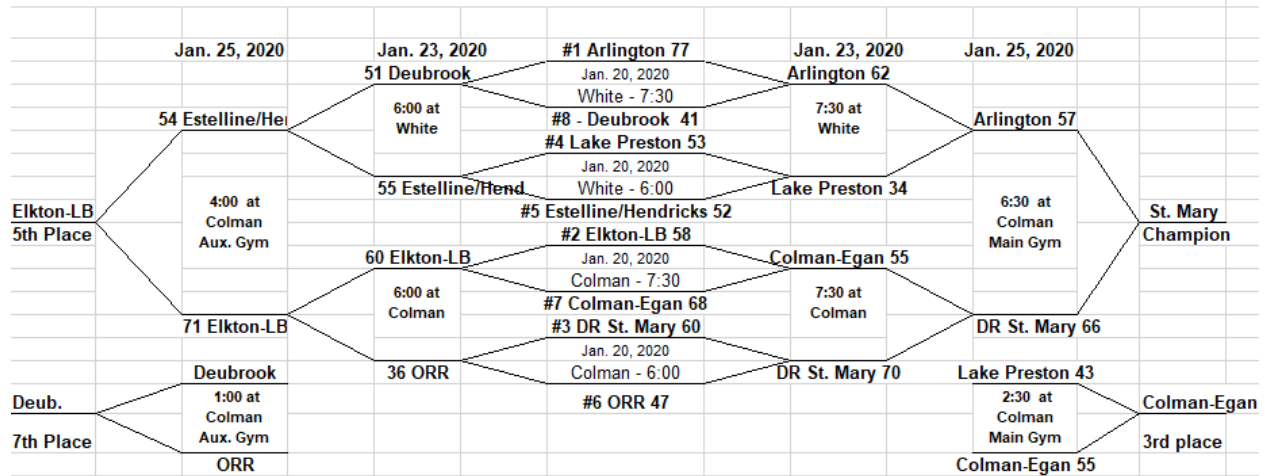 Jan. 25, 2020 Jan. 23, 2020 #1 Arlington 77 Jan. 23, 2020 Jan. 25, 2020
51 Deubrook Jan. 20, 2020 Arlington 62
White - 7:30
6:00 at 7:30 at
54 Estelline/Hen #8 - Deubrook 41 Arlington 57
White White
#4 Lake Preston 53
Jan. 20, 2020
55 Estelline/Hend White - 6:00 Lake Preston 34
4:00 at 6:30 at
Elkton-LB #5 Estelline/Hendricks 52 St. Mary
Colman Colman
5th Place #2 Elkton-LB 58 Champion
Aux. Gym Main Gym
60 Elkton-LB Jan. 20, 2020 Colman-Egan 55
Colman - 7:30
6:00 at 7:30 at
#7 Colman-Egan 68
Colman Colman
71 Elkton-LB #3 DR St. Mary 60 DR St. Mary 66
Jan. 20, 2020
Deubrook 36 ORR Colman - 6:00 DR St. Mary 70 Lake Preston 43
1:00 at 2:30 at
Deub. #6 ORR 47 Colman-Egan
Colman Colman
Aux. Gym Main Gym
7th Place 3rd place
ORR Colman-Egan 55